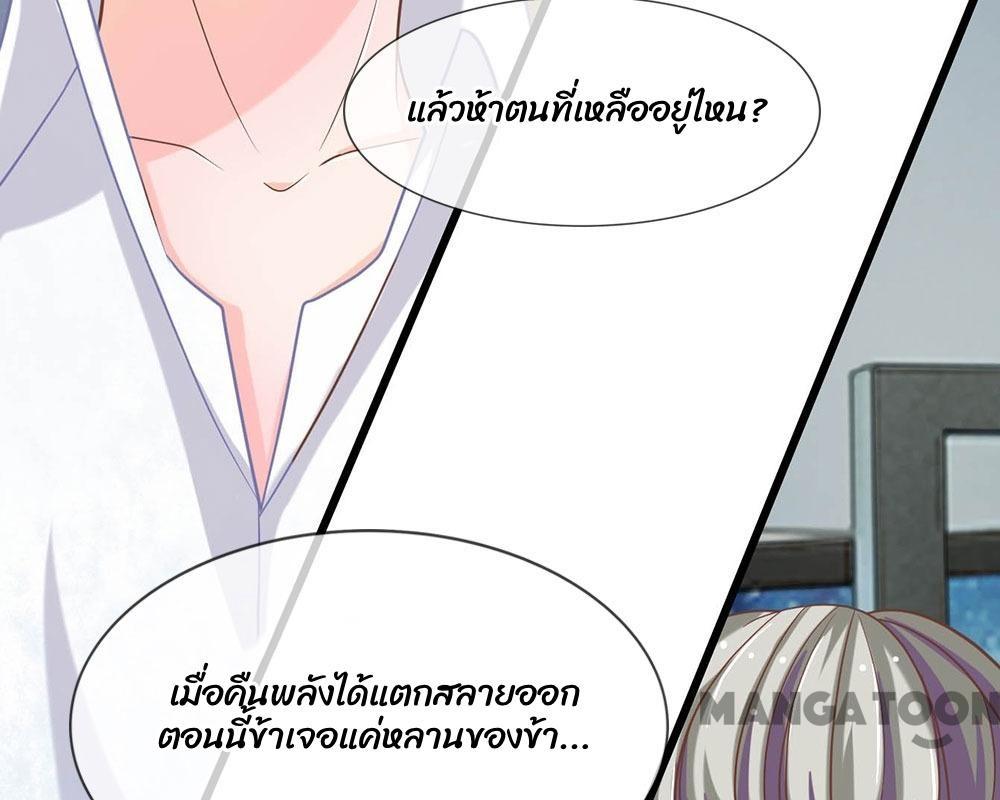 แล้วห้าตนที่เหลืออยู่ไหน?
เมื่อคืนพลังได้แตกสลายออก
ตอนนี้ข้าเจอแค่หลานของข้า...
MANGA TOON